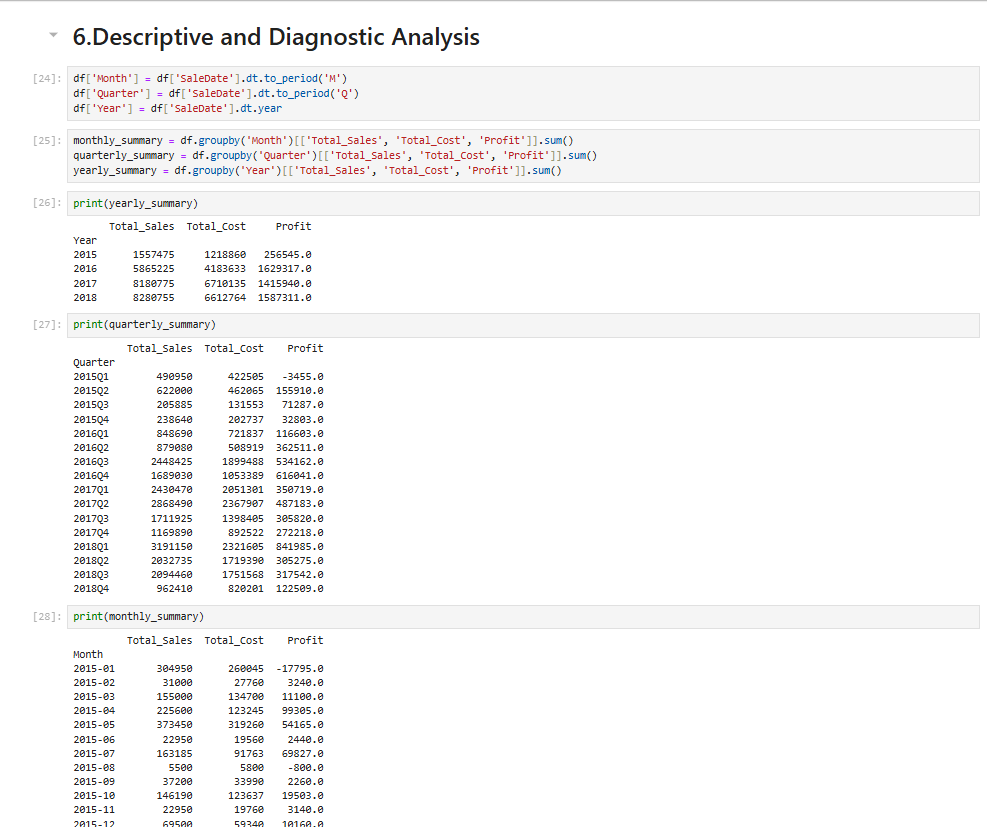 6.Descriptive and Diagnostic Analysis
[24]:
df['Month'] = df['SaleDate'].dt.to_period('M')
df['Quarter'] = df['SaleDate'].dt.to_period('Q')
df['Year'] = df['SaleDate'].dt.year
[25]:
monthly_summary = df.groupby('Month')[['Total_Sales', 'Total_Cost', 'Profit']].sum()
quarterly_summary = df.groupby('Quarter')[['Total_Sales', 'Total_Cost', 'Profit']].sum()
yearly_summary = df.groupby('Year')[['Total_Sales', 'Total_Cost', 'Profit']].sum()
[26]:
print(yearly_summary)
Total_Sales Total_Cost Profit
Year
2015 1557475 1218860 256545.0
2016 5865225 4183633 1629317.0
2017 8180775 6710135 1415940.0
2018 8280755 6612764 1587311.0
[27]:
print(quarterly_summary)
Total_Sales Total_Cost Profit
Quarter
2015Q1 490950 422505 -3455.0
2015Q2 622000 462065 155910.0
2015Q3 205885 131553 71287.0
2015Q4 238640 202737 32803.0
2016Q1 848690 721837 116603.0
2016Q2 879080 508919 362511.0
2016Q3 2448425 1899488 534162.0
2016Q4 1689030 1053389 616041.0
2017Q1 2430470 2051301 350719.0
2017Q2 2868490 2367907 487183.0
2017Q3 1711925 1398405 305820.0
2017Q4 1169890 892522 272218.0
2018Q1 3191150 2321605 841985.0
2018Q2 2032735 1719390 305275.0
2018Q3 2094460 1751568 317542.0
2018Q4 962410 820201 122509.0
[28]:
print(monthly_summary)
Total_Sales Total_Cost Profit
Month
2015-01 304950 260045 -17795.0
2015-02 31000 27760 3240.0
2015-03 155000 134700 11100.0
2015-04 225600 123245 99305.0
2015-05 373450 319260 54165.0
2015-06 22950 19560 2440.0
2015-07 163185 91763 69827.0
2015-08 5500 5800 -800.0
2015-09 37200 33990 2260.0
2015-10 146190 123637 19503.0
2015-11 22950 19760 3140.0
2015-12 69500 59340 10160.0